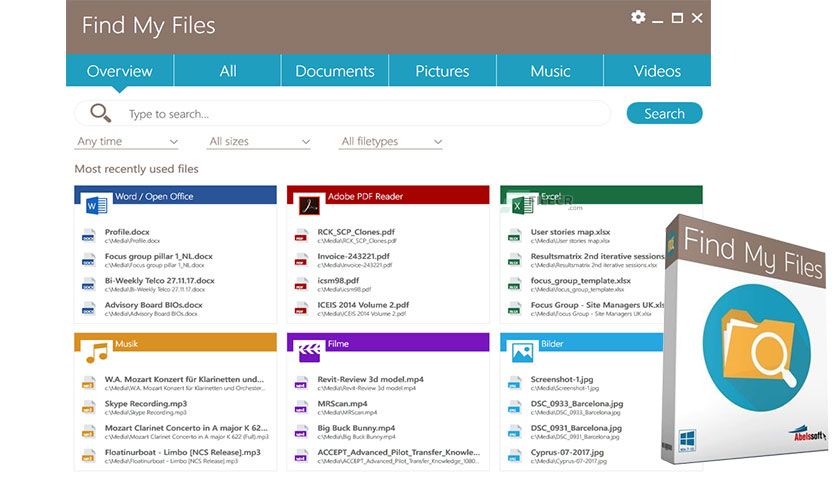 Find My Files
Overview
All
Documents
Pictures
Music
Videos
Type to search...
Search
Any time
All sizes
All filetypes
Most recently used files
Word / Open Office
Profile.docx
c:\Media\Profile.docx
Focus group pillar 1_NL.docx
c:\Media\Focus group pillar 1_NL.docx
Bi-Weekly Telco 27.11.17.docx
c:\Media\Bi-Weekly Telco 27.11.17.docx
Advisory Board BIOs.docx
c:\Media\Advisory Board BIOs.docx
Adobe PDF Reader
RCK_SCP_Clones.pdf
c:\Media\RCK_SCP_Clones.pdf
Invoice-243221.pdf
c:\Media\Invoice-243221.pdf
icsm98.pdf
c:\Media\icsm98.pdf
ICEIS 2014 Volume 2.pdf
c:\Media\ICEIS 2014 Volume 2.pdf
Excel
.com
User stories map.xlsx
c:\Media\User stories map.xlsx
Resultsmatrix 2nd iterative sessions
c:\Media\Resultsmatrix 2nd iterative sessions.xlsx
focus_group_template.xlsx
c:\Media\focus_group_template.xlsx
Focus Group - Site Managers UK.xls
c:\Media\Focus Group - Site Managers UK.xlsx
Musik
W.A. Mozart Konzert für Klarinetten und...
c:\Media\W.A. Mozart Konzert für Klarinetten und Orchester...
Skype Recording.mp3
c:\Media\Skype Recording.mp3
Mozart Clarinet Concerto in A major K 62...
c:\Media\Mozart Clarinet Concerto in A major K 622 (Full).mp3
Floatinurboat - Limbo [NCS Release].mp3
c:\Media\Floatinurboat - Limbo [NCS Release].mp3
Filme
Revit-Review 3d model.mp4
c:\Media\Revit-Review 3d model.mp4
MRScan.mp4
c:\Media\MRScan.mp4
Big Buck Bunny.mp4
c:\Media\Big Buck Bunny.mp4
ACCEPT_Advanced_Pilot_Transfer_Knowle...
c:\Media\ACCEPT_Advanced_Pilot_Transfer_Knowledge_1080...
Bilder
Screenshot-1.jpg
c:\Media\Screenshot-1.jpg
DSC_0933_Barcelona.jpg
c:\Media\DSC_0933_Barcelona.jpg
DSC_0931_Barcelona.jpg
c:\Media\DSC_0931_Barcelona.jpg
Cyprus-07-2017.jpg
c:\Media\Cyprus-07-2017.jpg
Find My Files
Abelssoft